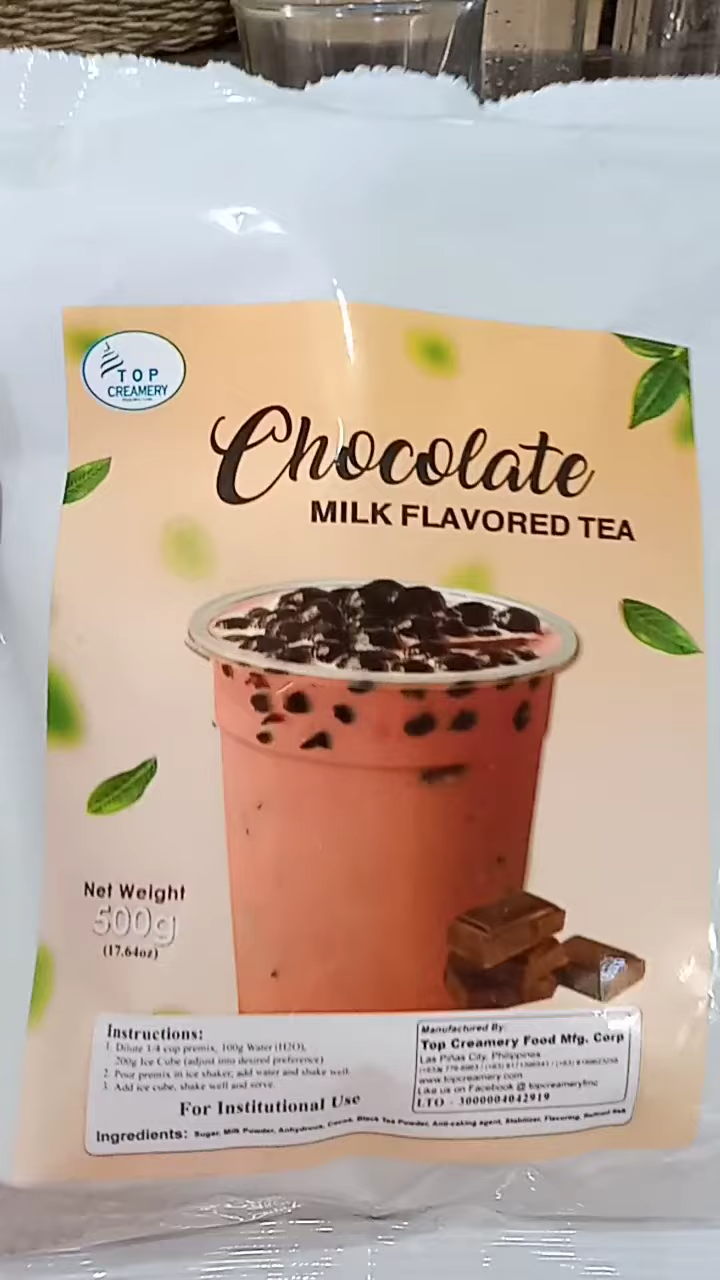 TOP
CREAMERY
Chocolate
MILK FLAVORED TEA
Net Weight
500g
(17.64oz)
Instructions:
1. Dilute 1/4 cup premix, 100g Water (H2O),
200g Ice Cube (adjust into desired preference)
2. Pour premix in ice shaker, add water and shake well.
3. Add ice cube, shake well and serve.
For Institutional Use
Manufactured By:
Top Creamery Food Mfg. Corp
Las Piñas City, Philippines
www.topcreamery.com
Like us on Facebook @ topcreameryfmc
LTO - 3000004042919
Ingredients: Sugar, Milk Powder, Anhydrous, Cocoa, Black Tea Powder, Anti-caking agent, Stabilizer, Flavoring,